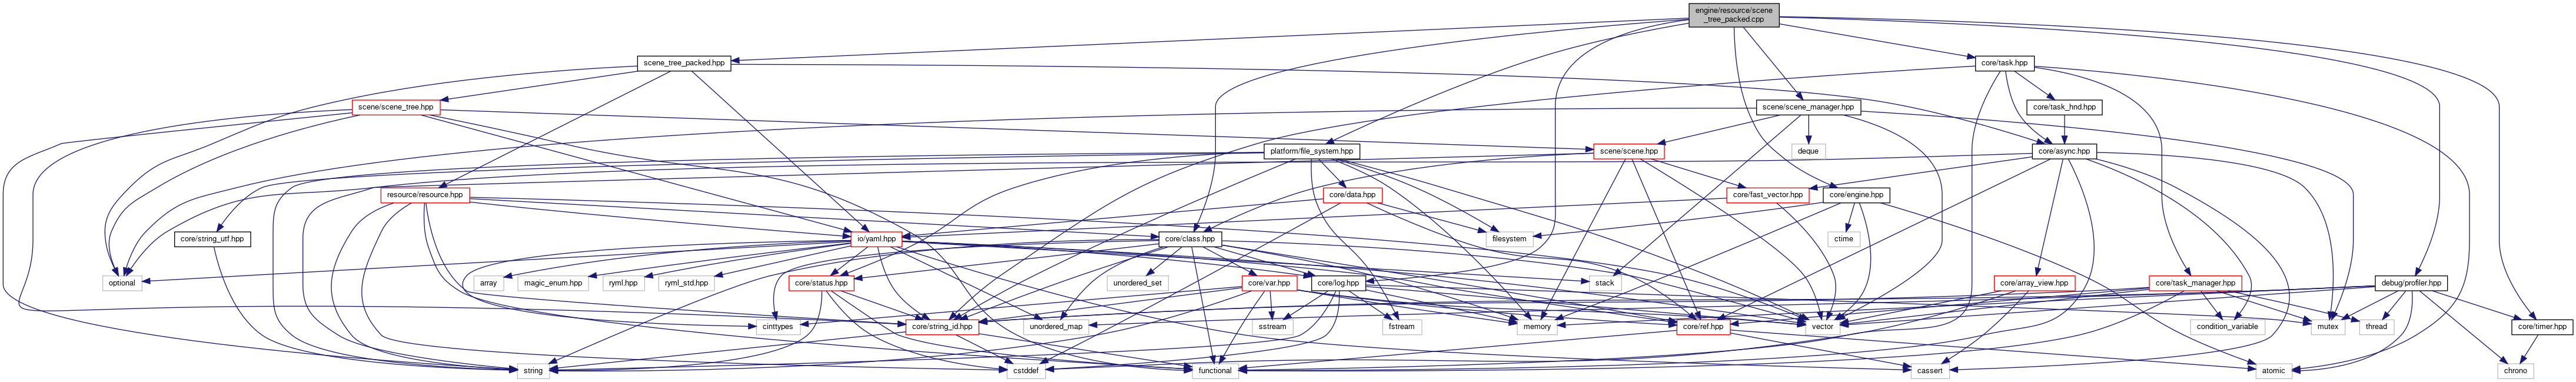 engine/resource/scene
_tree_packed.cpp
scene_tree_packed.hpp
core/task.hpp
scene/scene_tree.hpp
scene/scene_manager.hpp
core/task_hnd.hpp
platform/file_system.hpp
scene/scene.hpp
deque
core/async.hpp
resource/resource.hpp
core/data.hpp
core/fast_vector.hpp
core/engine.hpp
core/string_utf.hpp
io/yaml.hpp
core/class.hpp
filesystem
ctime
optional
array
magic_enum.hpp
ryml.hpp
ryml_std.hpp
core/status.hpp
unordered_set
core/var.hpp
core/log.hpp
stack
core/array_view.hpp
core/task_manager.hpp
debug/profiler.hpp
cinttypes
core/string_id.hpp
unordered_map
sstream
fstream
memory
core/ref.hpp
vector
condition_variable
mutex
thread
core/timer.hpp
string
cstddef
functional
cassert
atomic
chrono